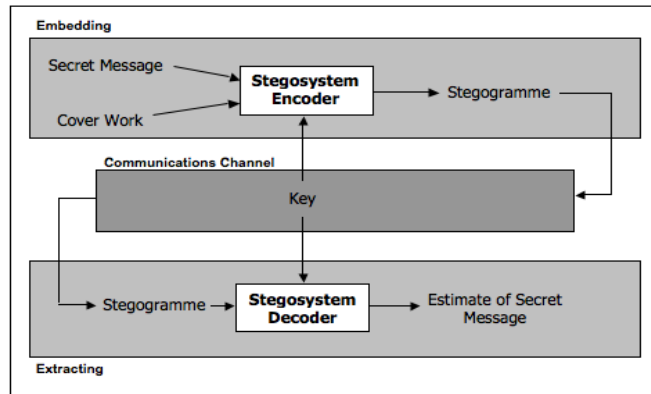 Embedding
Secret Message
Stegosystem
Encoder
Stegogramme
Cover Work
Communications Channel
Key
Stegogramme
Stegosystem
Decoder
Estimate of Secret
Message
Extracting